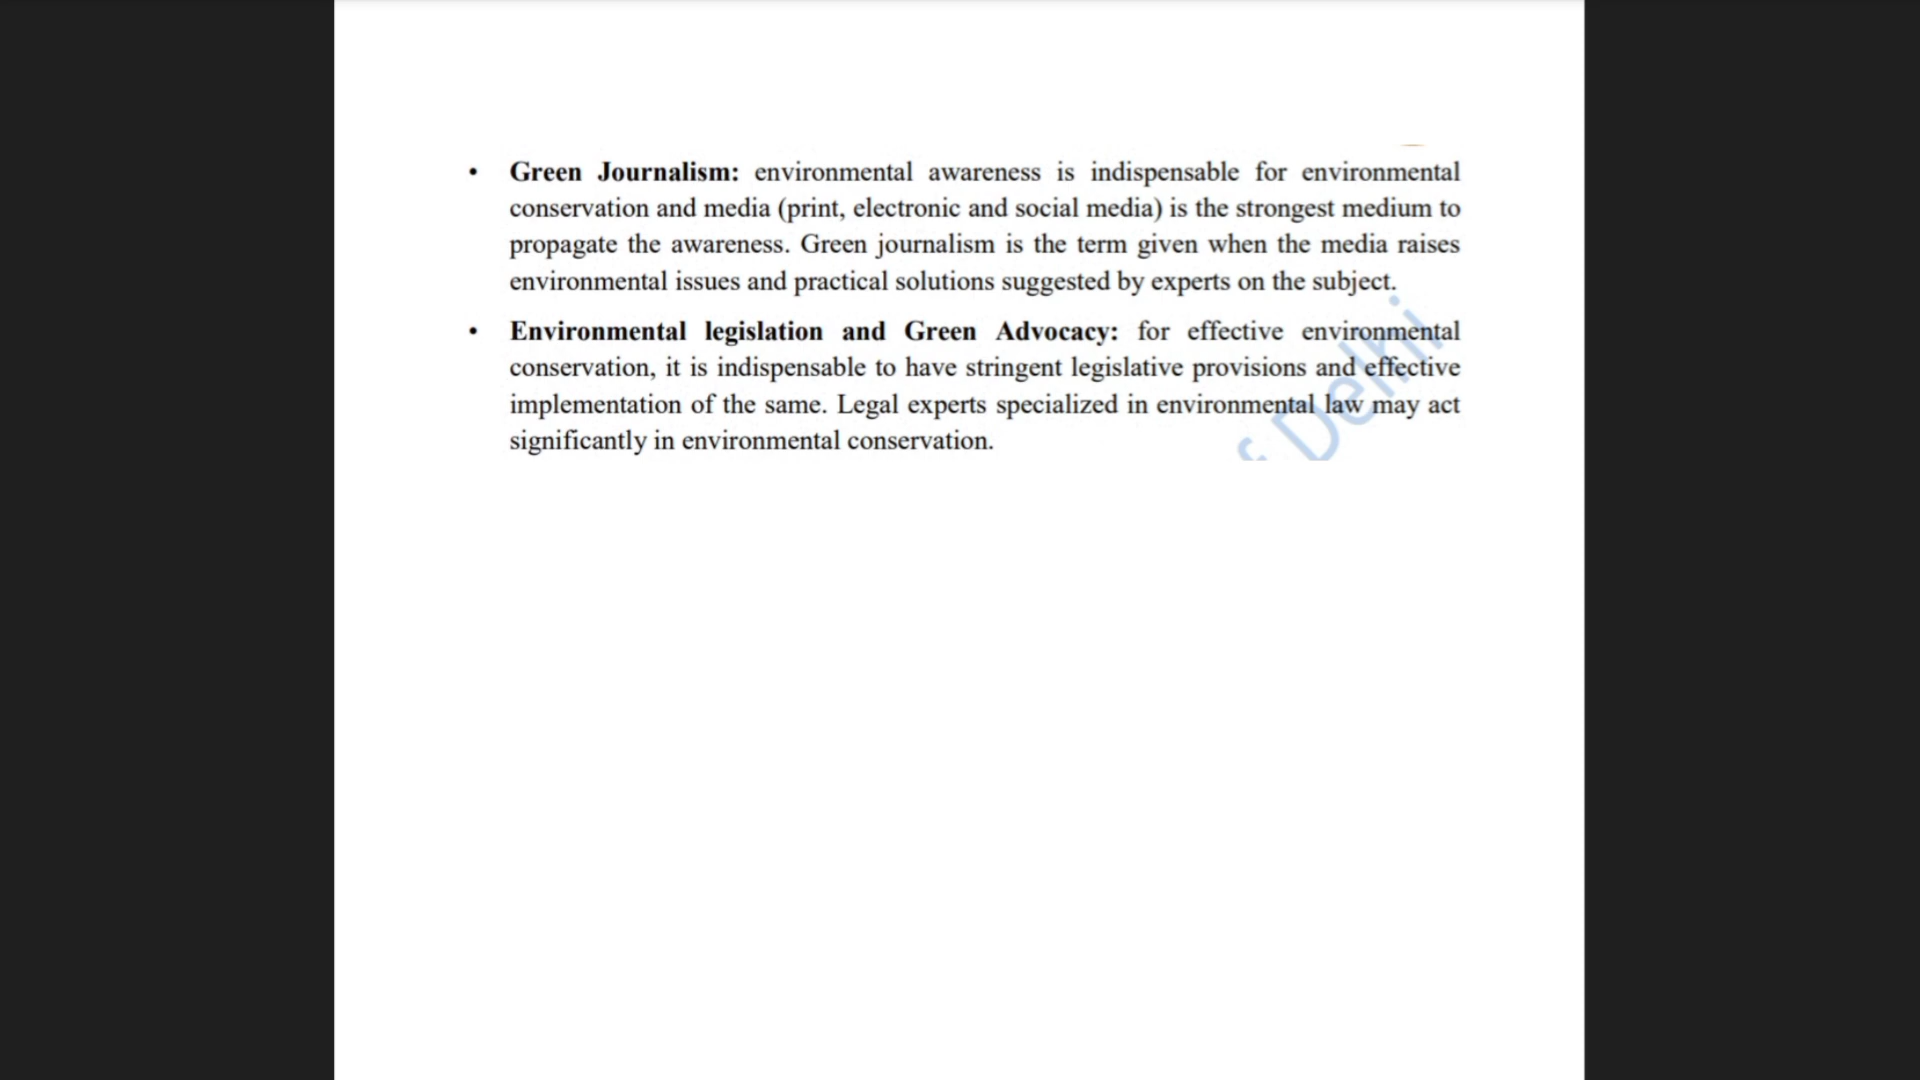 • Green Journalism: environmental awareness is indispensable for environmental
conservation and media (print, electronic and social media) is the strongest medium to
propagate the awareness. Green journalism is the term given when the media raises
environmental issues and practical solutions suggested by experts on the subject.
• Environmental legislation and Green Advocacy: for effective environmental
conservation, it is indispensable to have stringent legislative provisions and effective
implementation of the same. Legal experts specialized in environmental law may act
significantly in environmental conservation.
Delhi